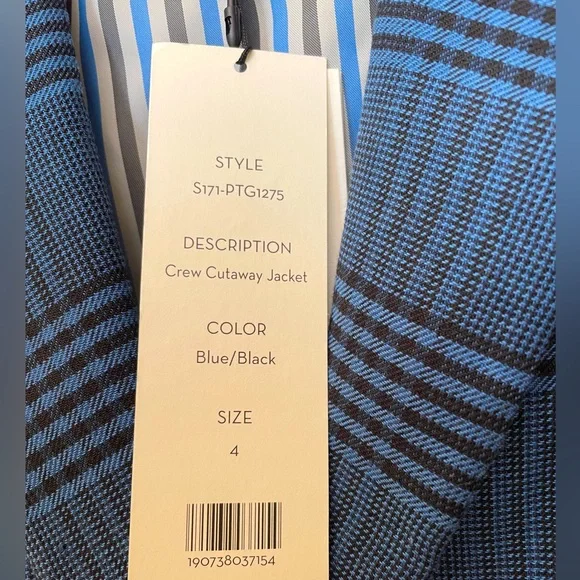 STYLE
S171-PTG1275
DESCRIPTION
Crew Cutaway Jacket
COLOR
Blue/Black
SIZE
4
190738037154